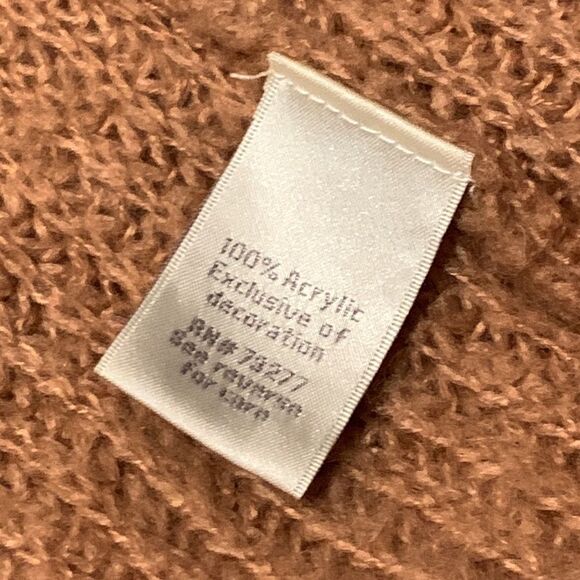 100% Acrylic
Exclusive of
decoration
RN# 73277
See reverse
for care